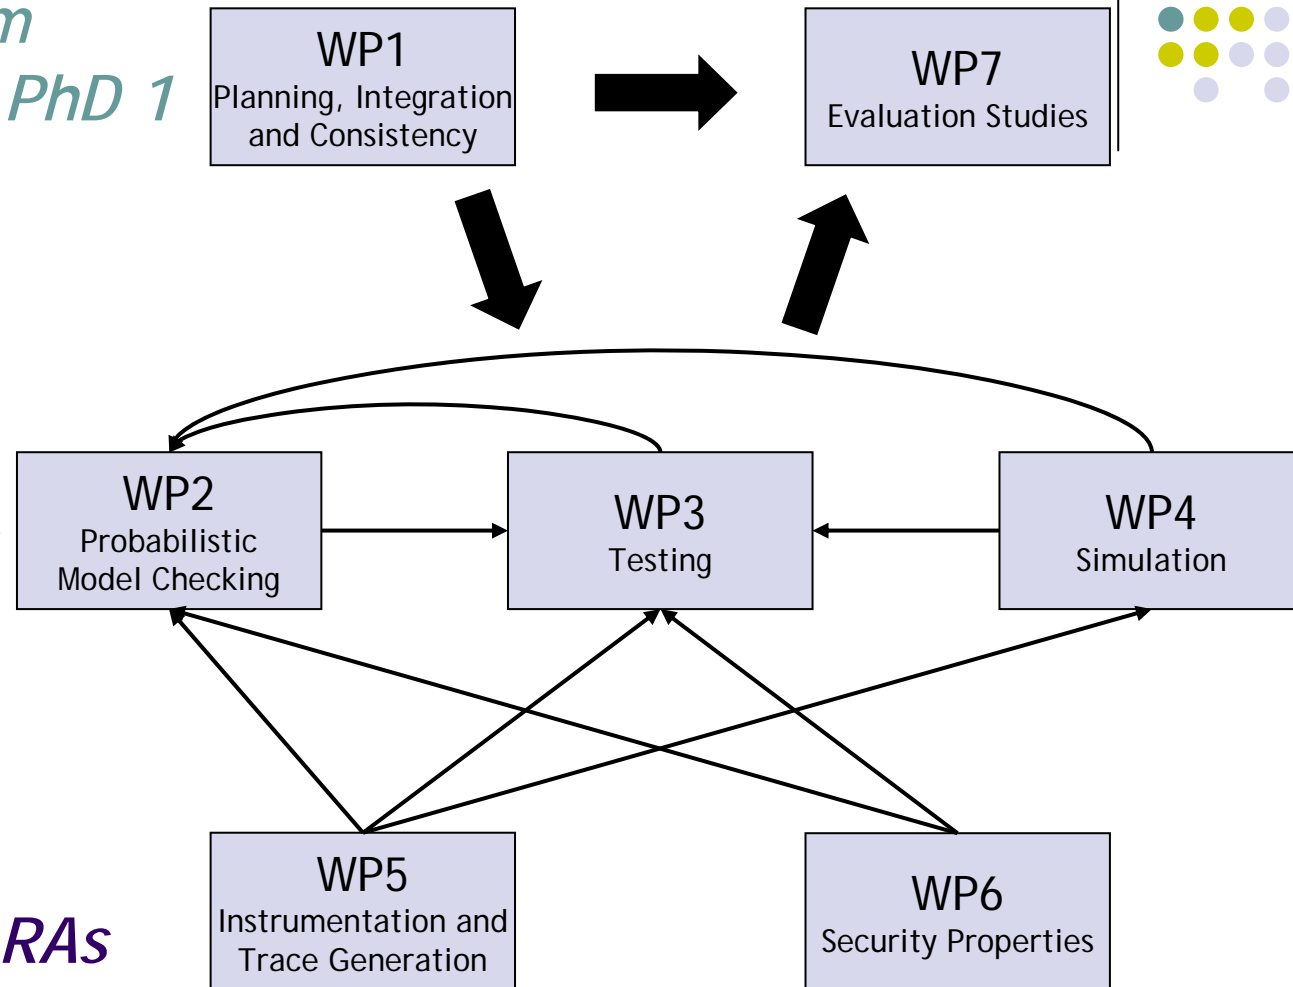 PhD 1
WP1
Planning, Integration
and Consistency
WP7
Evaluation Studies
WP2
Probabilistic
Model Checking
WP3
Testing
WP4
Simulation
WP5
Instrumentation and
Trace Generation
WP6
Security Properties
RAs